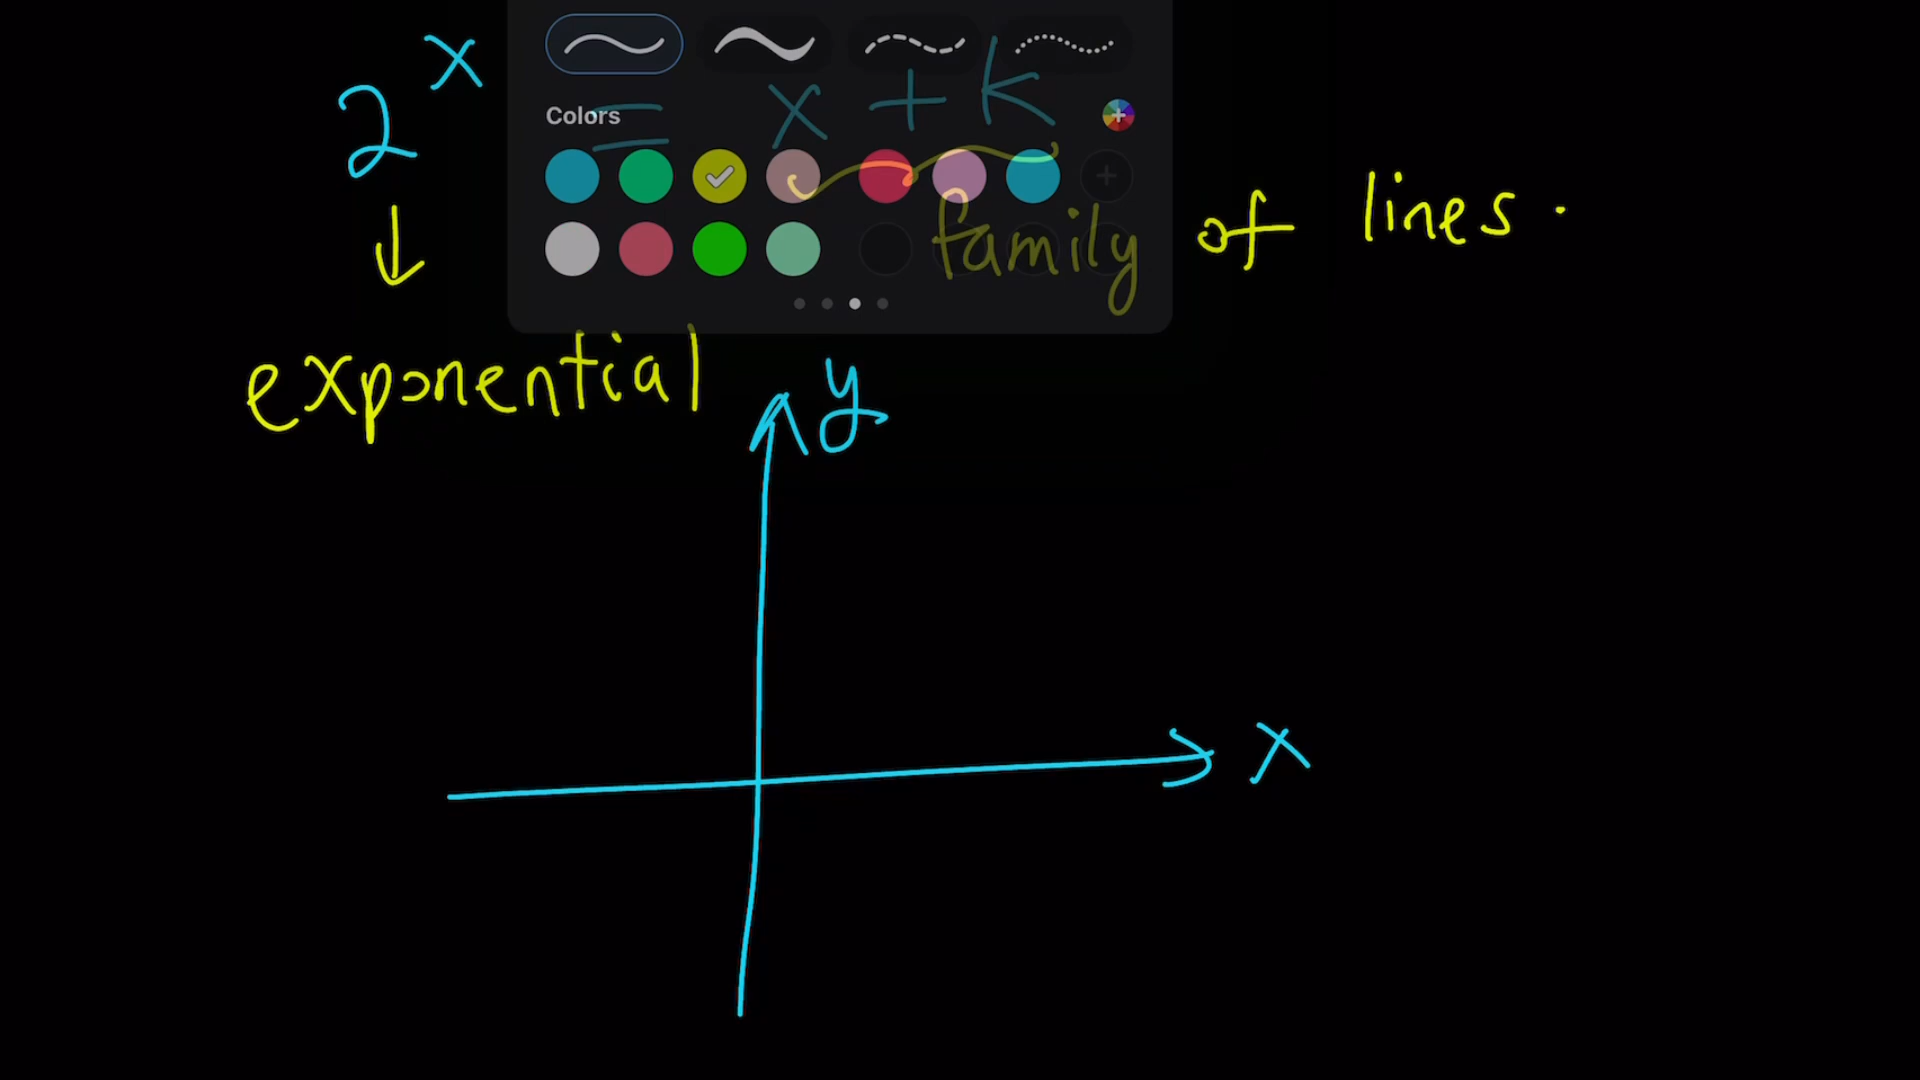 2^x = x + k
Colors
family of lines.
exponential
y
x